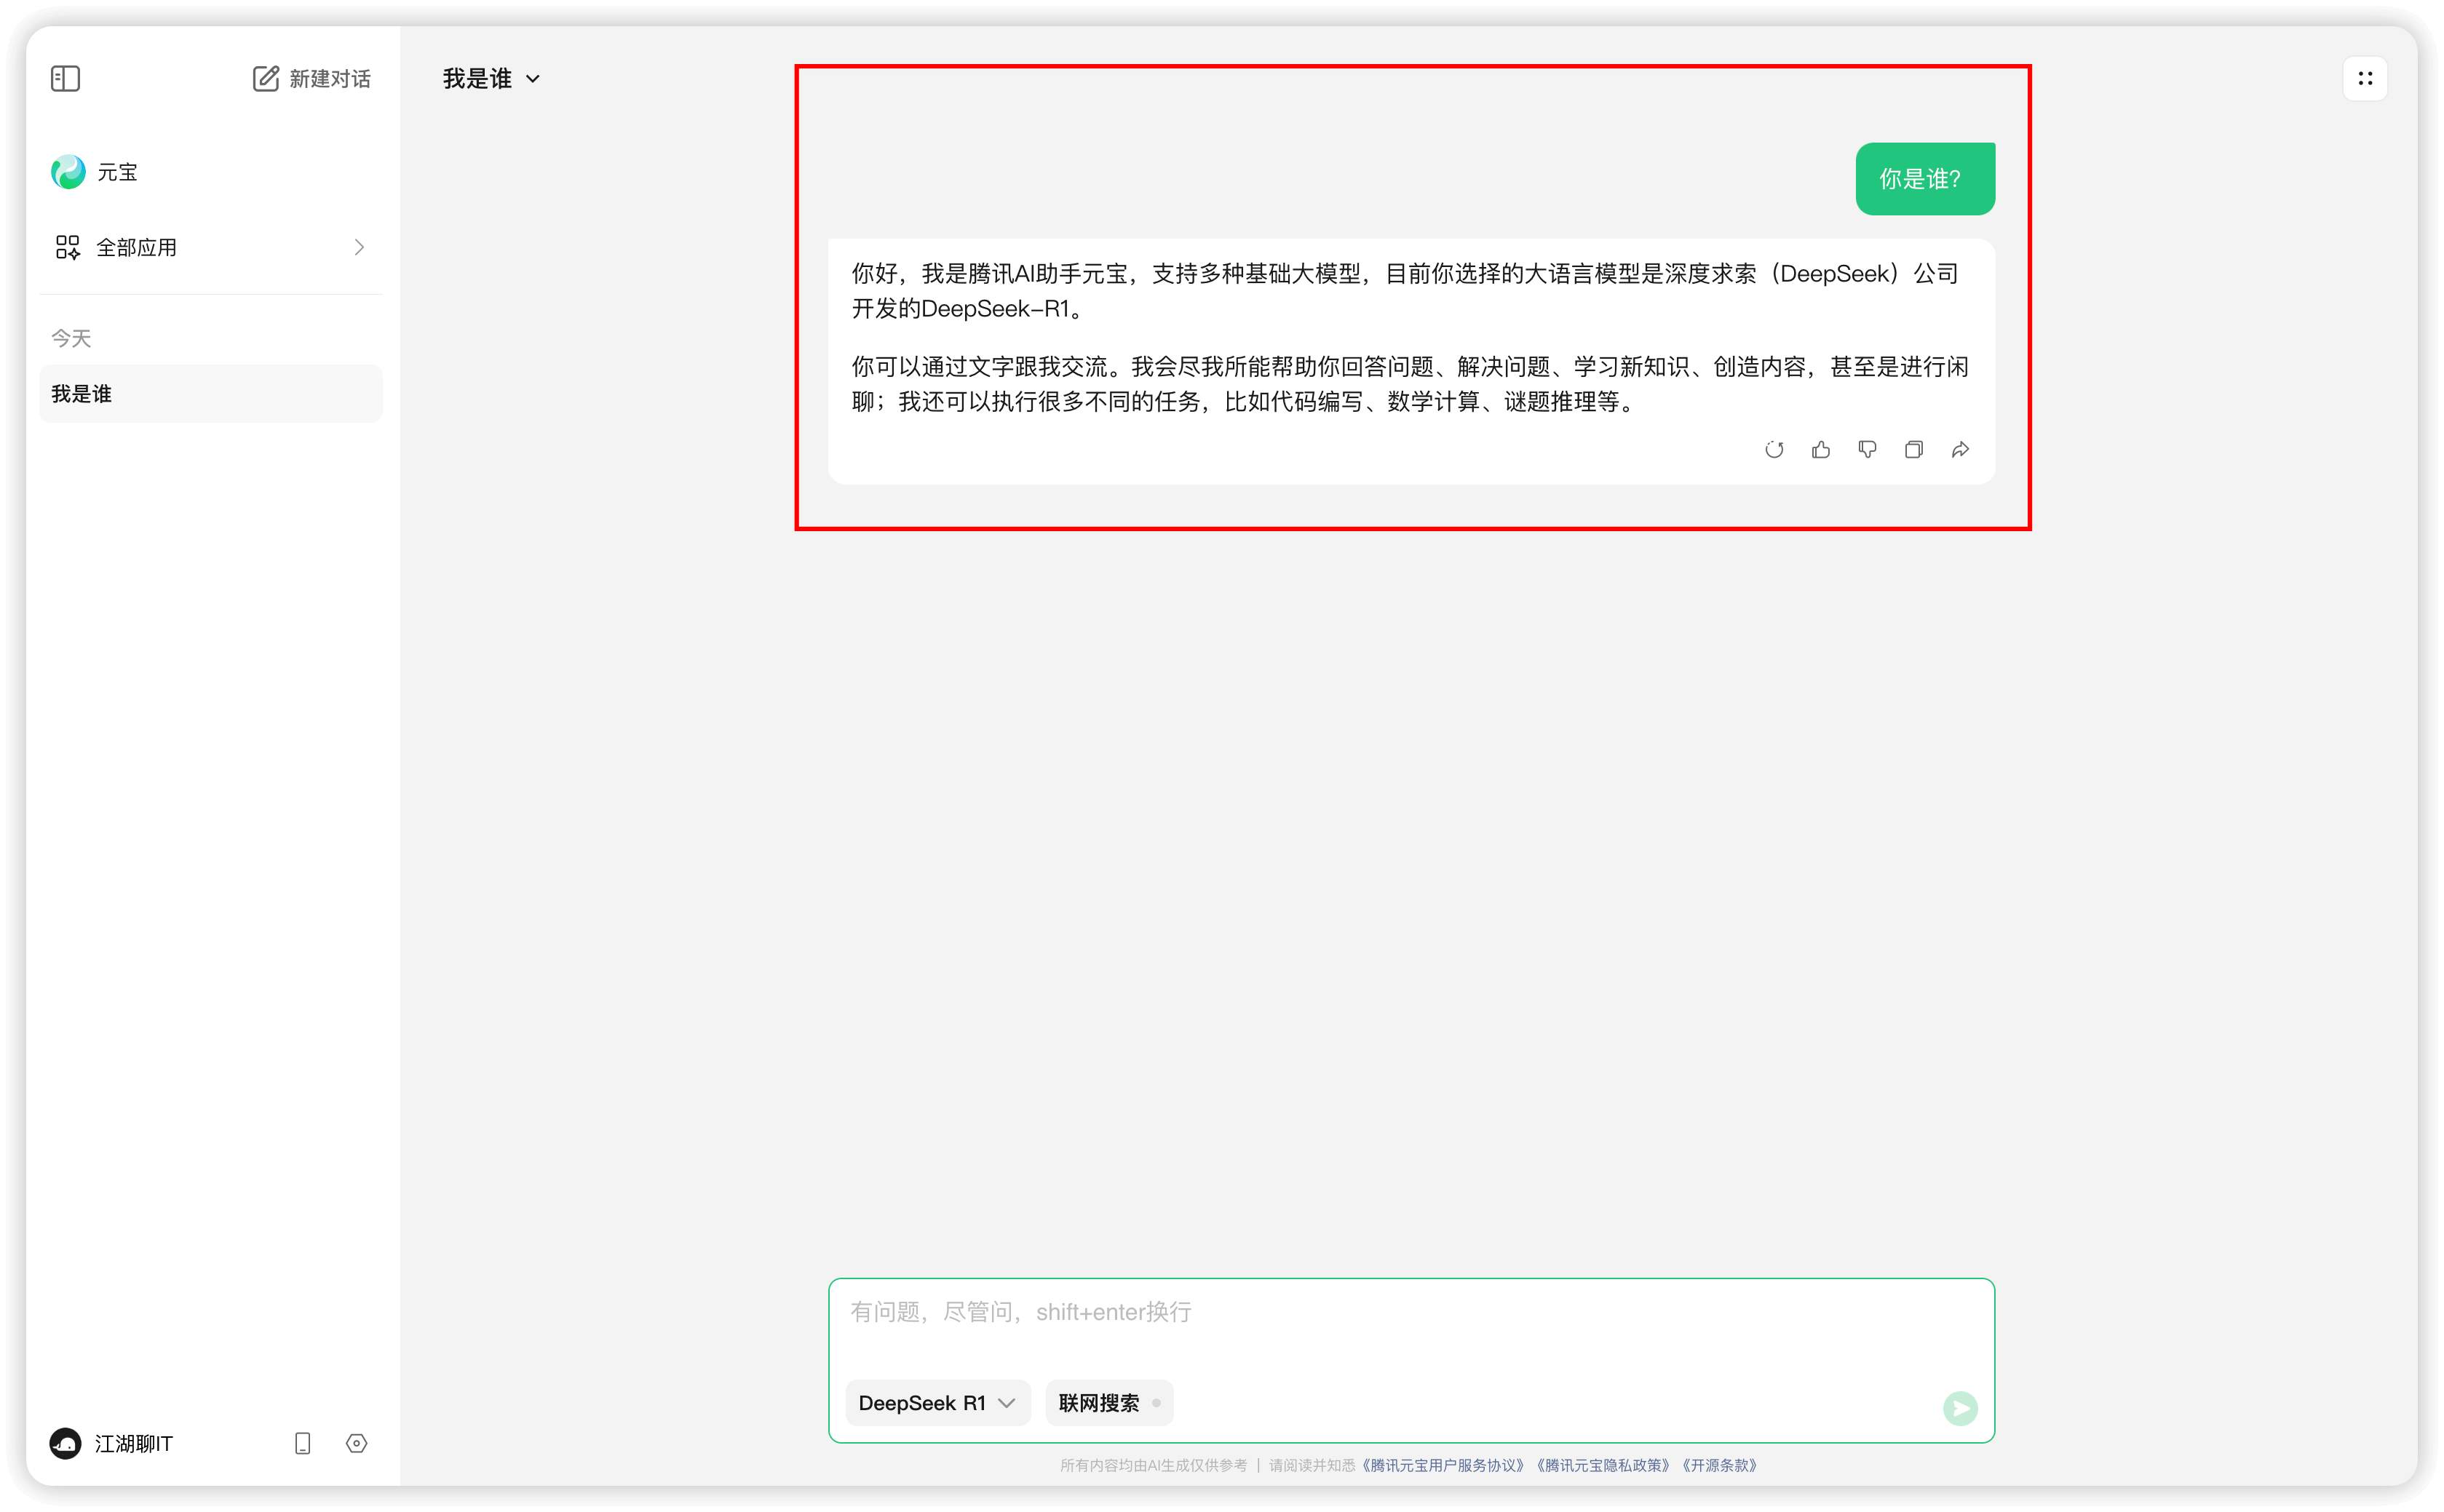 新建对话
元宝
全部应用
今天
我是谁
江湖聊IT
我是谁
你是谁?
你好，我是腾讯AI助手元宝，支持多种基础大模型，目前你选择的大语言模型是深度求索（DeepSeek）公司
开发的DeepSeek-R1。
你可以通过文字跟我交流。我会尽我所能帮助你回答问题、解决问题、学习新知识、创造内容，甚至是进行闲
聊；我还可以执行很多不同的任务，比如代码编写、数学计算、谜题推理等。
有问题，尽管问，shift+enter换行
DeepSeek R1 联网搜索
所有内容均由AI生成仅供参考 | 请阅读并知悉《腾讯元宝用户服务协议》《腾讯元宝隐私政策》《开源条款》